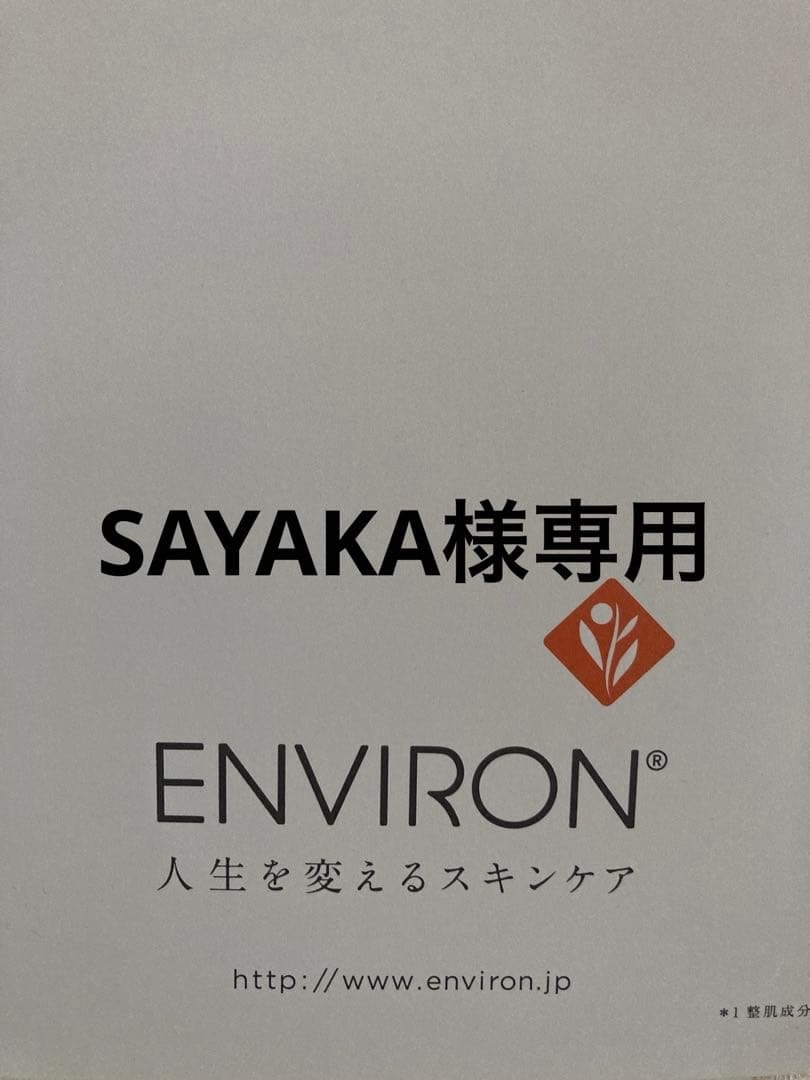 SAYAKA様専用
ENVIRON®
人生を変えるスキンケア
http://www.environ.jp
*1 整肌成分